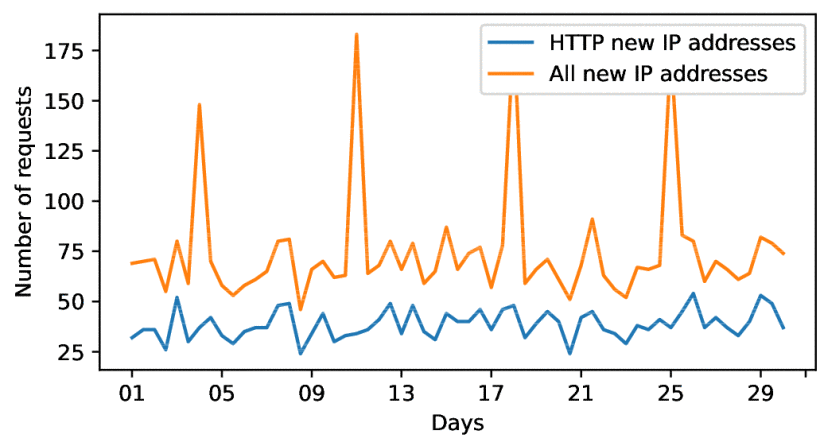 HTTP new IP addresses
All new IP addresses
Number of requests
175
150
125
100
75
50
25
01 05 09 13 17 21 25 29
Days